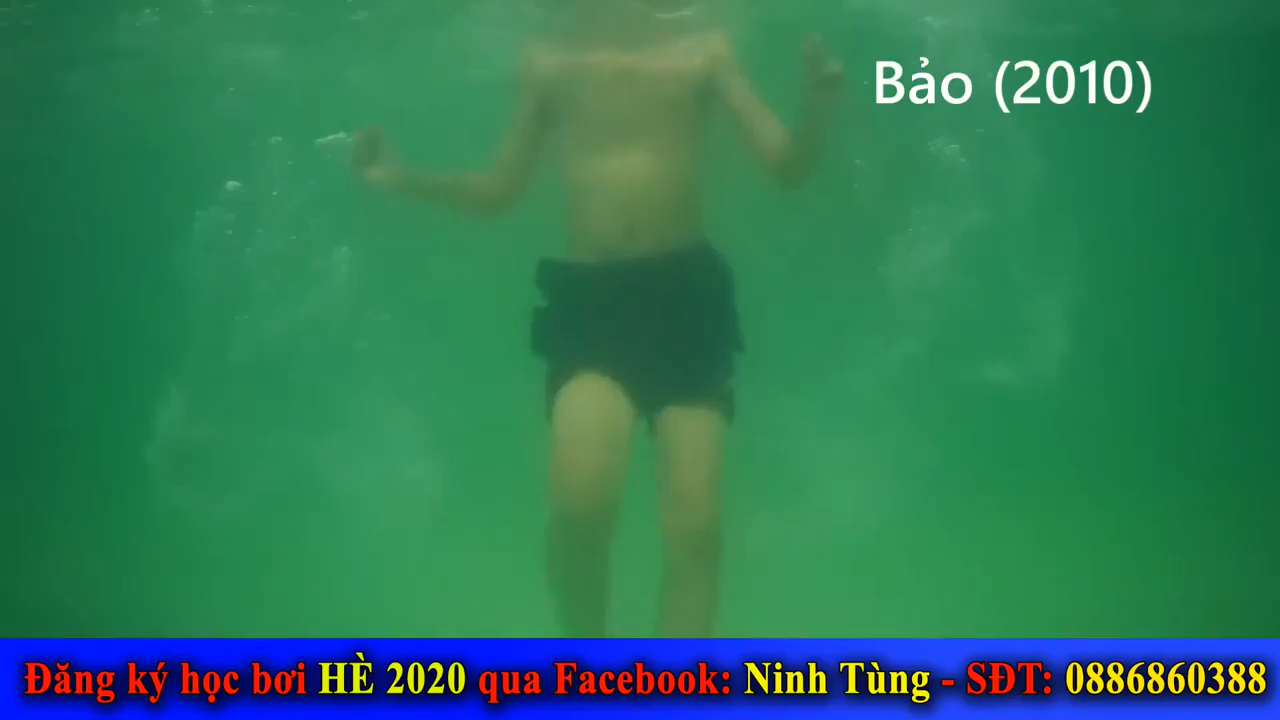 Bảo (2010)
Đăng ký học bơi HÈ 2020 qua Facebook: Ninh Tùng - SĐT: 0886860388